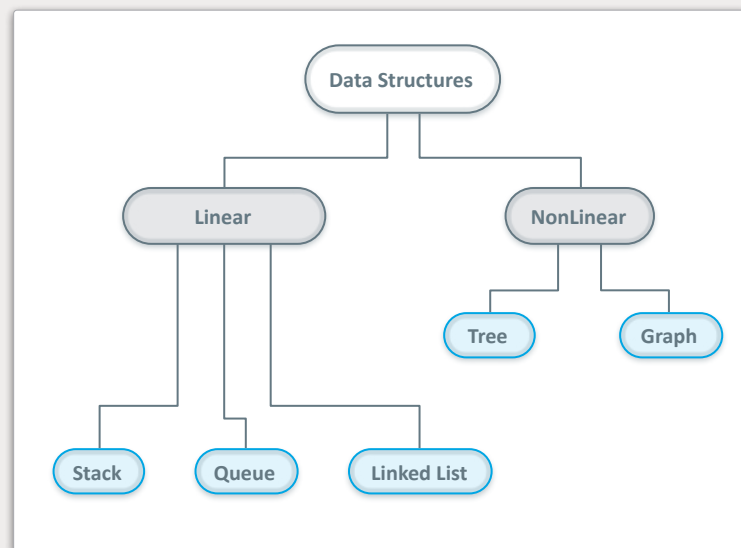 Data Structures
Linear
NonLinear
Tree
Graph
Stack
Queue
Linked List